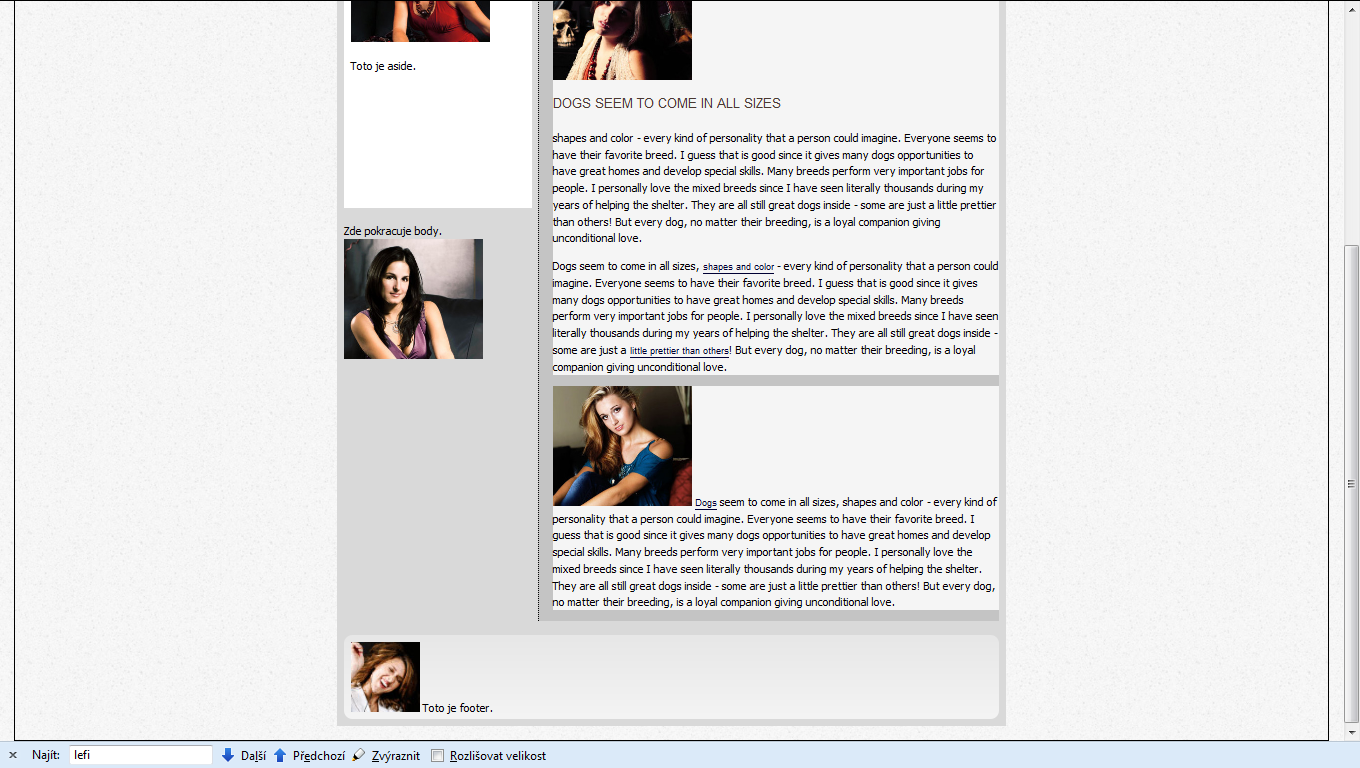 Toto je aside.
Zde pokracuje body.
DOGS SEEM TO COME IN ALL SIZES
shapes and color - every kind of personality that a person could imagine. Everyone seems to
have their favorite breed. I guess that is good since it gives many dogs opportunities to
have great homes and develop special skills. Many breeds perform very important jobs for
people. I personally love the mixed breeds since I have seen literally thousands during my
years of helping the shelter. They are all still great dogs inside - some are just a little prettier
than others! But every dog, no matter their breeding, is a loyal companion giving
unconditional love.
Dogs seem to come in all sizes, shapes and color - every kind of personality that a person could
imagine. Everyone seems to have their favorite breed. I guess that is good since it gives
many dogs opportunities to have great homes and develop special skills. Many breeds
perform very important jobs for people. I personally love the mixed breeds since I have seen
literally thousands during my years of helping the shelter. They are all still great dogs inside -
some are just a little prettier than others! But every dog, no matter their breeding, is a loyal
companion giving unconditional love.
Dogs seem to come in all sizes, shapes and color - every kind of
personality that a person could imagine. Everyone seems to have their favorite breed. I
guess that is good since it gives many dogs opportunities to have great homes and develop
special skills. Many breeds perform very important jobs for people. I personally love the
mixed breeds since I have seen literally thousands during my years of helping the shelter.
They are all still great dogs inside - some are just a little prettier than others! But every dog,
no matter their breeding, is a loyal companion giving unconditional love.
Toto je footer.
Najít: lefi Další Předchozí Zvýraznit Rozlišovat velikost